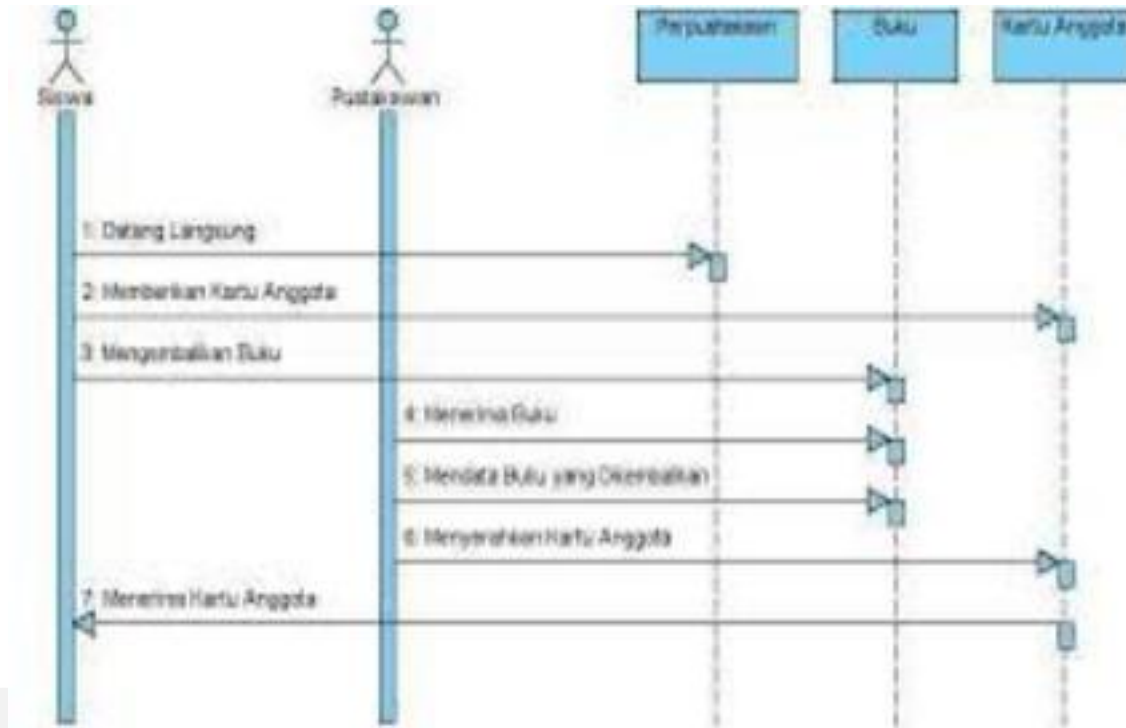 Siswa
Pustakawan
Perpustakaan
Buku
Kartu Anggota
1: Datang Langsung
2: Memberikan Kartu Anggota
3: Mengembalikan Buku
4: Menerima Buku
5: Mendata Buku yang Dikembalikan
6: Menyerahkan Kartu Anggota
7: Menerima Kartu Anggota